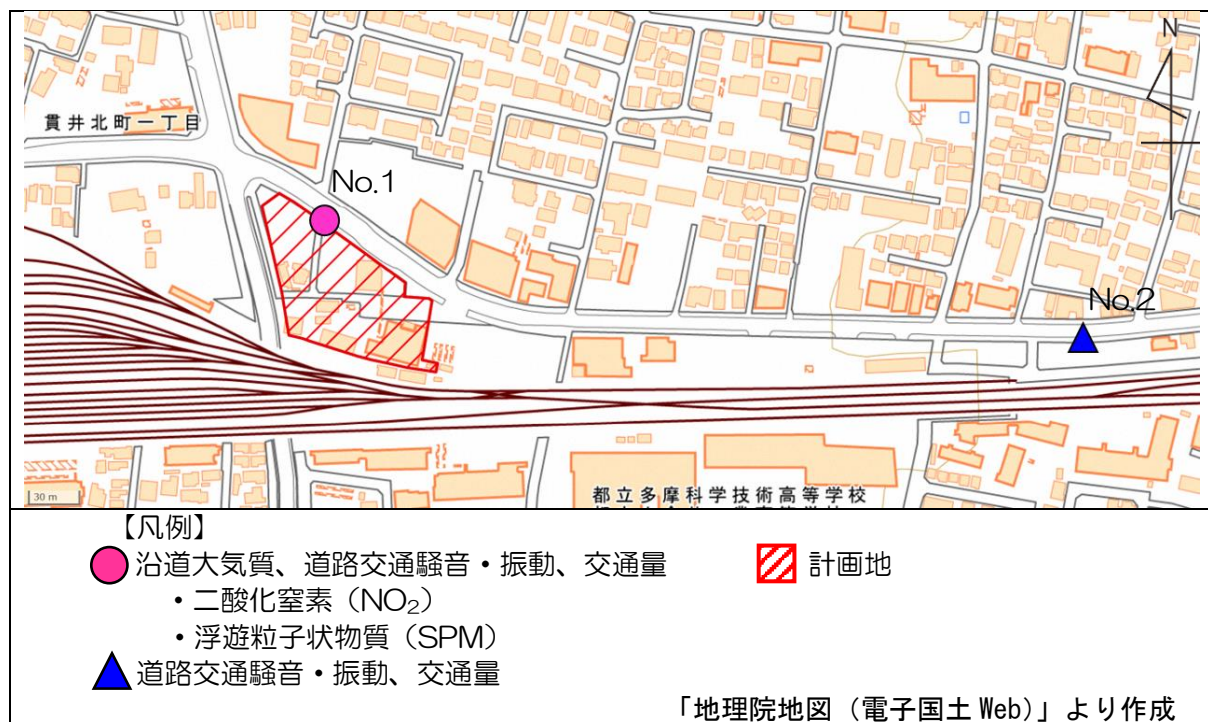 N
貫井北町一丁目
No.1
No.2
30 m
都立多摩科学技術高等学校
【凡例】
沿道大気質、道路交通騒音・振動、交通量
計画地
・二酸化窒素（NO₂）
・浮遊粒子状物質（SPM）
道路交通騒音・振動、交通量
「地理院地図（電子国土Web）」より作成